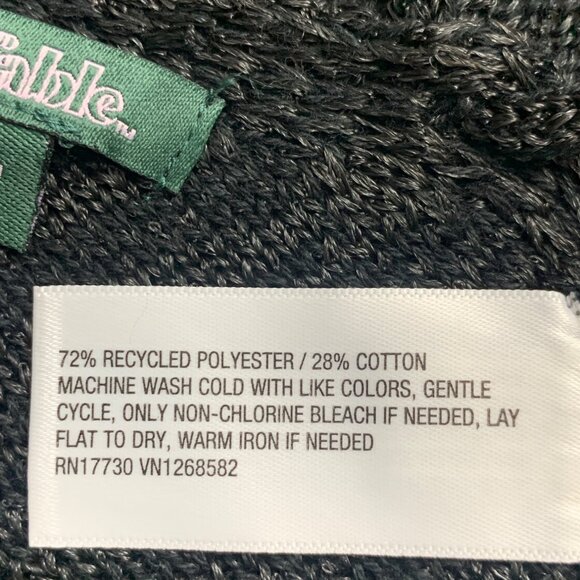 able™
72% RECYCLED POLYESTER / 28% COTTON
MACHINE WASH COLD WITH LIKE COLORS, GENTLE
CYCLE, ONLY NON-CHLORINE BLEACH IF NEEDED, LAY
FLAT TO DRY, WARM IRON IF NEEDED
RN17730 VN1268582